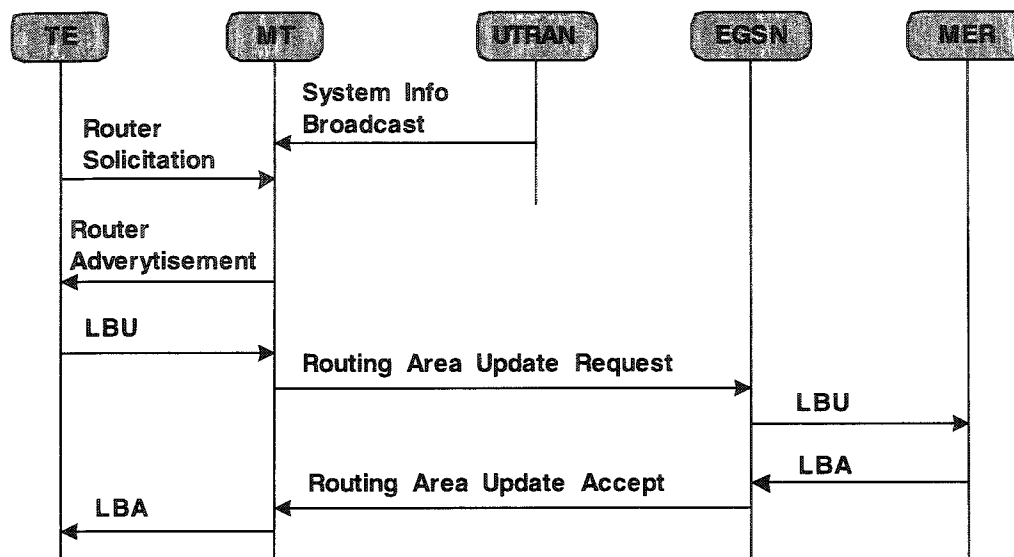 TE MT UTRAN EGSN MER
System Info
Broadcast
Router
Solicitation
Router
Adverytisement
LBU
Routing Area Update Request
LBU
LBA
Routing Area Update Accept
LBA